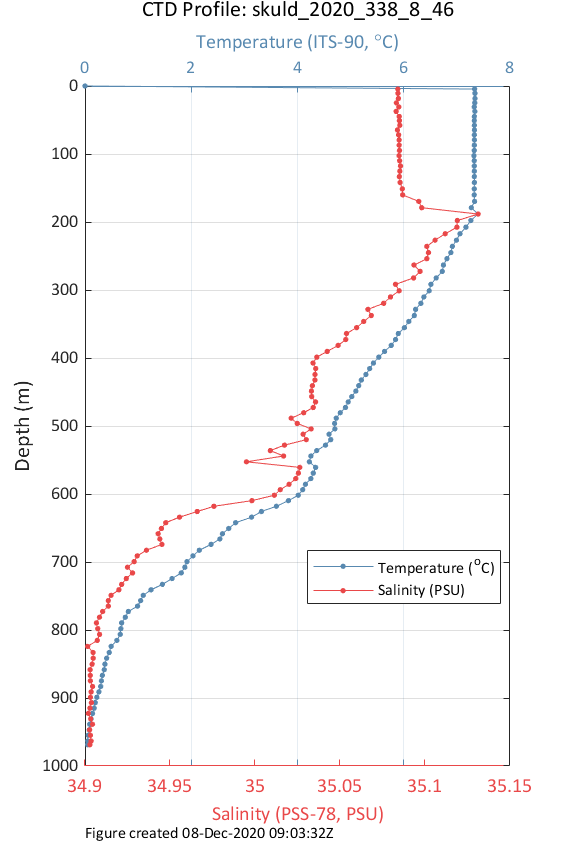 CTD Profile: skuld_2020_338_8_46
Temperature (ITS-90, °C)
0 2 4 6 8
0
100
200
300
400
500
600
700
800
900
1000
Depth (m)
Temperature (°C)
Salinity (PSU)
34.9 34.95 35 35.05 35.1 35.15
Salinity (PSS-78, PSU)
Figure created 08-Dec-2020 09:03:32Z